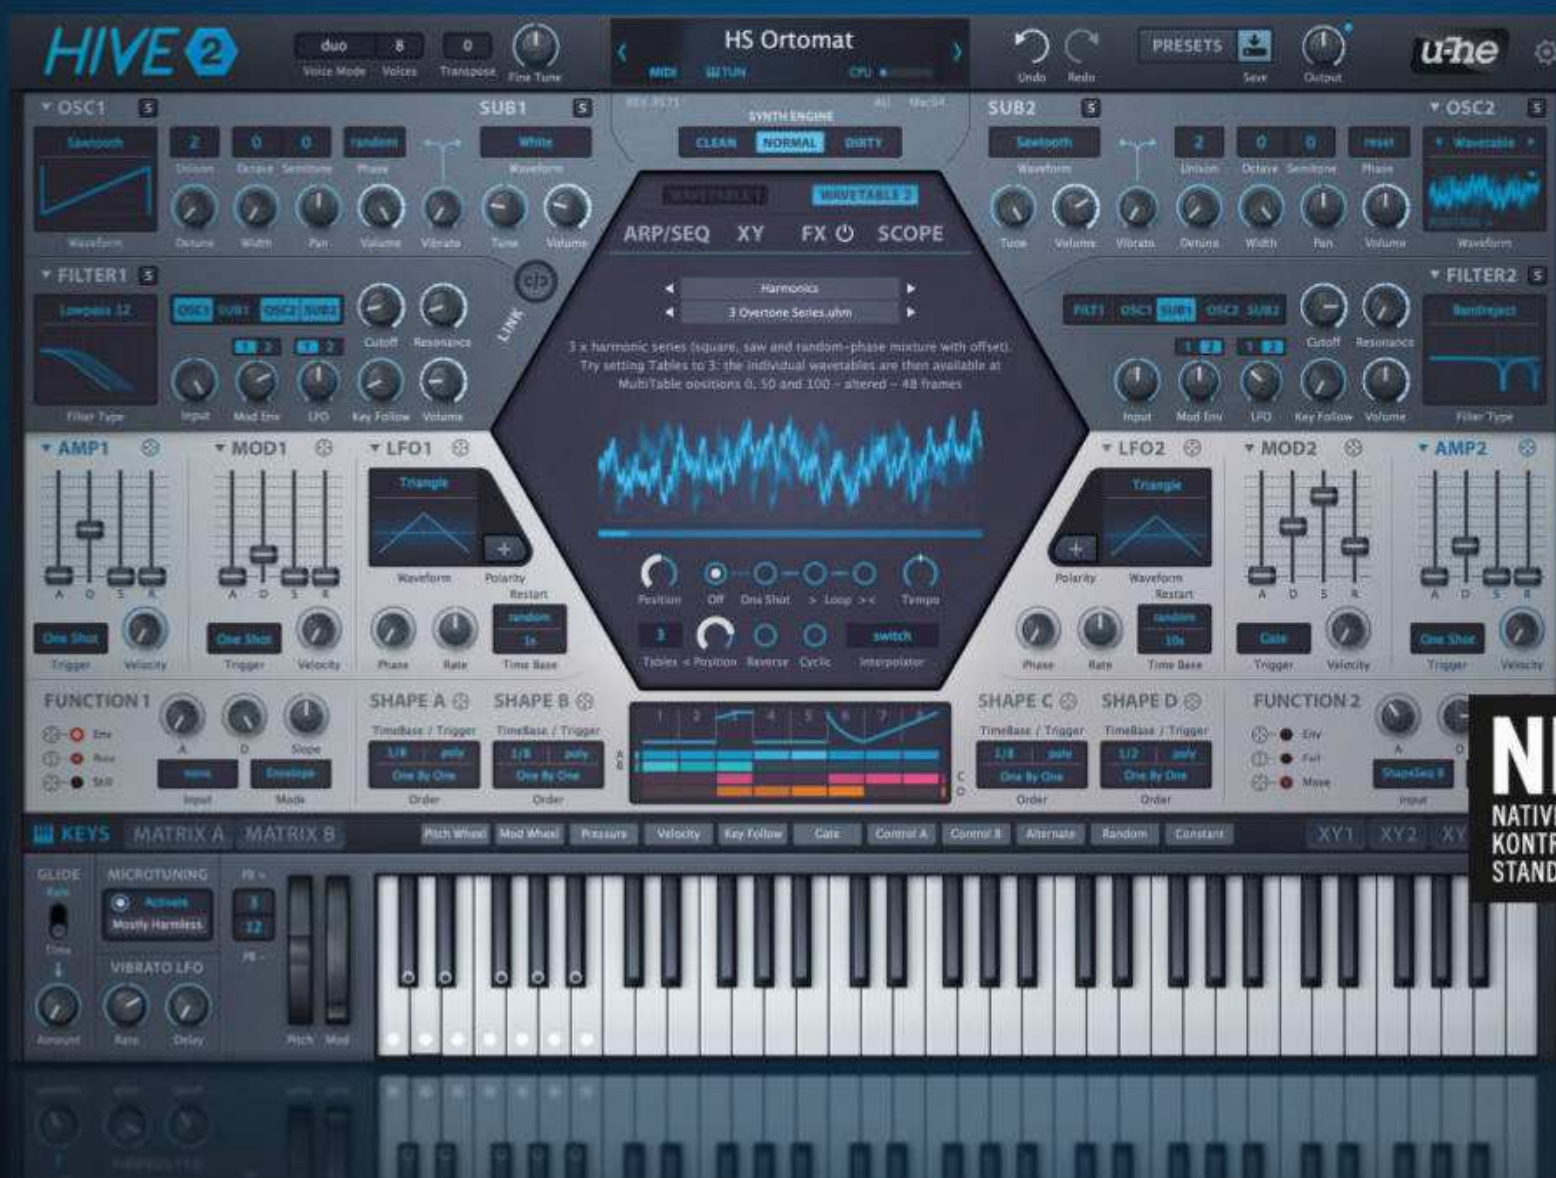 HIVE 2
duo 8 0
Voice Mode Voices Transpose Fine Tune
HS Ortomat
MIDI TUN CPU
Undo Redo
PRESETS
Save Output
u-he
OSC1 S SUB1 S
SYNTH ENGINE
CLEAN NORMAL DIRTY
SUB2 S OSC2 S
Sawtooth 2 0 0 random White
Unison Octave Semitone Phase Waveform
Waveform Detune Width Pan Volume Vibrato Tune Volume
Sawtooth 2 0 0 reset Wavetable
Waveform Unison Octave Semitone Phase
Tune Volume Vibrato Detune Width Pan Volume Waveform
WAVETABLE 1 WAVETABLE 2
ARP/SEQ XY FX SCOPE
FILTER1 S
Lowpass 12 OSC1 SUB1 OSC2 SUB2
Cutoff Resonance
1 2 1 2
Filter Type Input Mod Env LFO Key Follow Volume
LINK
FILTER2 S
FILT1 OSC1 SUB1 OSC2 SUB2 Bandreject
Cutoff Resonance
1 2 1 2
Input Mod Env LFO Key Follow Volume Filter Type
Harmonics
3 Overtone Series.uhm
3 x harmonic series (square, saw and random-phase mixture with offset).
Try setting Tables to 3: the individual wavetables are then available at
MultiTable positions 0, 50 and 100 - altered - 48 frames
Position Off One Shot > Loop >< Tempo
3 switch
Tables < Position Reverse Cyclic Interpolator
AMP1 MOD1 LFO1
Triangle
Waveform Polarity
A D S R A D S R
Restart
One Shot One Shot random
1s
Trigger Velocity Trigger Velocity Phase Rate Time Base
LFO2 MOD2 AMP2
Triangle
Polarity Waveform
A D S R A D S R
Restart
random Gate One Shot
10s
Phase Rate Time Base Trigger Velocity Trigger Velocity
FUNCTION 1
Env
Still
A D Slope
none Envelope
Input Mode
SHAPE A SHAPE B
TimeBase / Trigger TimeBase / Trigger
1/8 poly 1/8 poly
One By One One By One
Order Order
1 2 3 4 5 6 7 8
A
B
C
D
SHAPE C SHAPE D
TimeBase / Trigger TimeBase / Trigger
1/8 poly 1/2 poly
One By One One By One
Order Order
FUNCTION 2
Env
Fall
Move
A D
ShapeSeq B
Input
NATIVE
KONTR
STAND
KEYS MATRIX A MATRIX B
Pitch Wheel Mod Wheel Pressure Velocity Key Follow Gate Control A Control B Alternate Random Constant
XY1 XY2 XY
GLIDE MICROTUNING
Rate Activate 3
Mostly Harmless 12
Time
VIBRATO LFO
Amount Rate Delay Pitch Mod